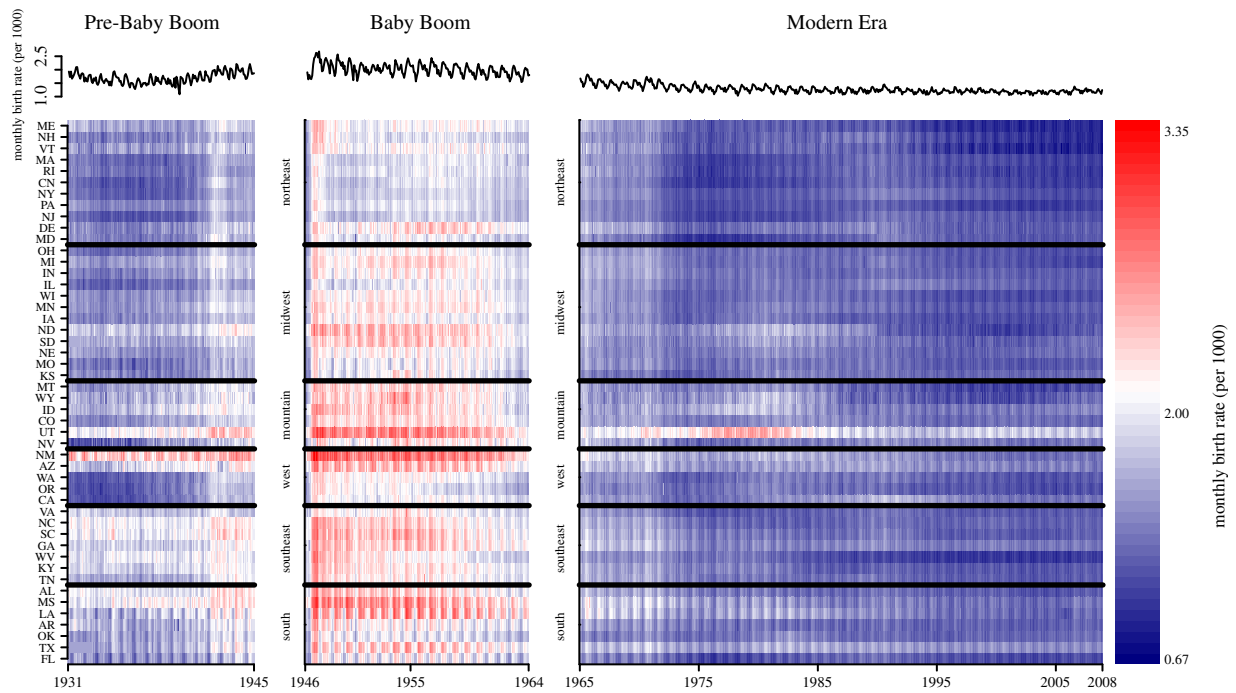 Pre-Baby Boom Baby Boom Modern Era
monthly birth rate (per 1000)
2.5
1.0
ME
NH
VT
MA
RI
CN
NY
PA
NJ
DE
MD
OH
MI
IN
IL
WI
MN
IA
ND
SD
NE
MO
KS
MT
WY
ID
CO
UT
NV
NM
AZ
WA
OR
CA
VA
NC
SC
GA
WV
KY
TN
AL
MS
LA
AR
OK
TX
FL
1931 1945
northeast
midwest
mountain
west
southeast
south
1946 1955 1964
northeast
midwest
mountain
west
southeast
south
1965 1975 1985 1995 2005 2008
3.35
2.00
0.67
monthly birth rate (per 1000)